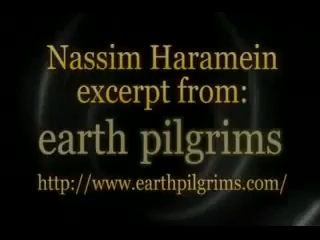 Nassim Haramein
excerpt from:
earth pilgrims
http://www.earthpilgrims.com/